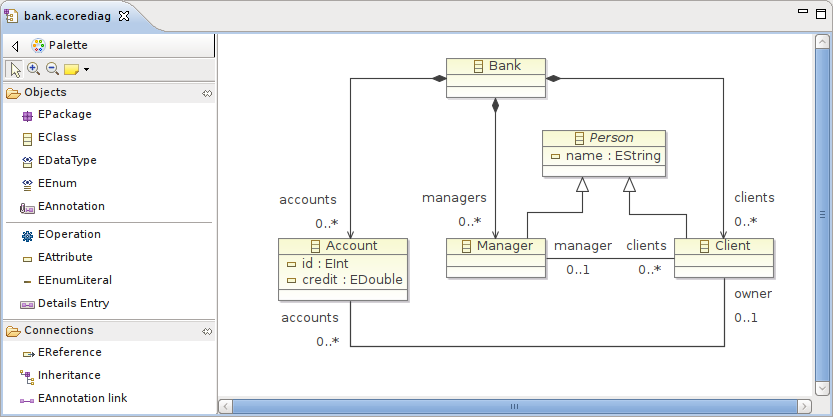 bank.ecorediag
Palette
Objects
EPackage
EClass
EDataType
EEnum
EAnnotation
EOperation
EAttribute
EEnumLiteral
Details Entry
Connections
EReference
Inheritance
EAnnotation link
Bank
Person
name : EString
accounts
0..*
managers
0..*
clients
0..*
Account
id : EInt
credit : EDouble
Manager
manager
0..1
clients
0..*
Client
accounts
0..*
owner
0..1